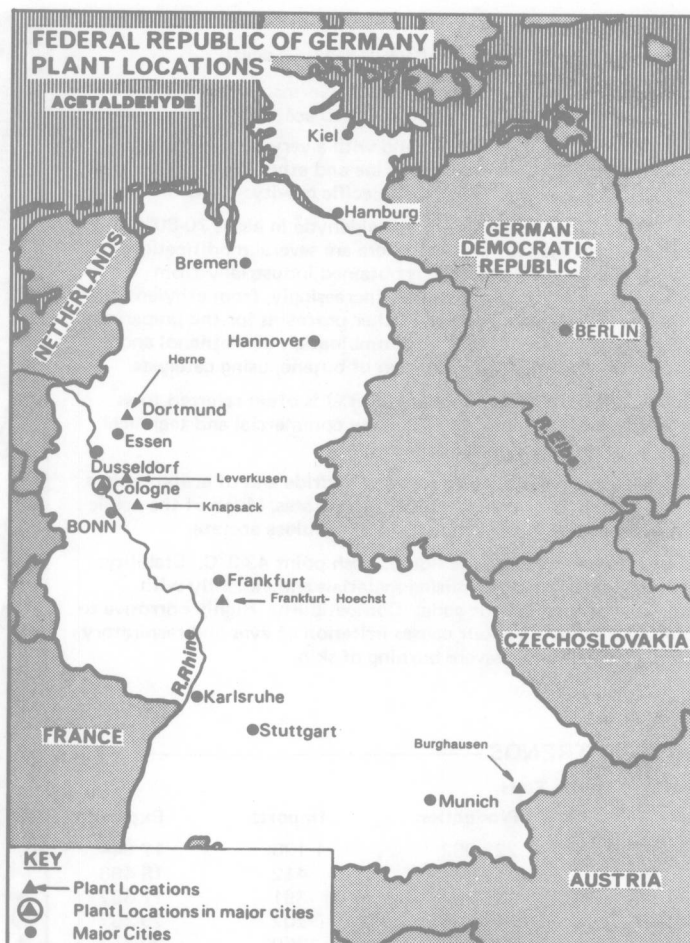 FEDERAL REPUBLIC OF GERMANY
PLANT LOCATIONS
ACETALDEHYDE
Kiel
Hamburg
GERMAN
DEMOCRATIC
REPUBLIC
Bremen
NETHERLANDS
BERLIN
Hannover
Herne
Dortmund
Essen
R.Elbe
Dusseldorf
Leverkusen
Cologne
Knapsack
BONN
Frankfurt
Frankfurt- Hoechst
CZECHOSLOVAKIA
R.Rhine
Karlsruhe
FRANCE
Stuttgart
Burghausen
Munich
KEY
Plant Locations
Plant Locations in major cities
Major Cities
AUSTRIA